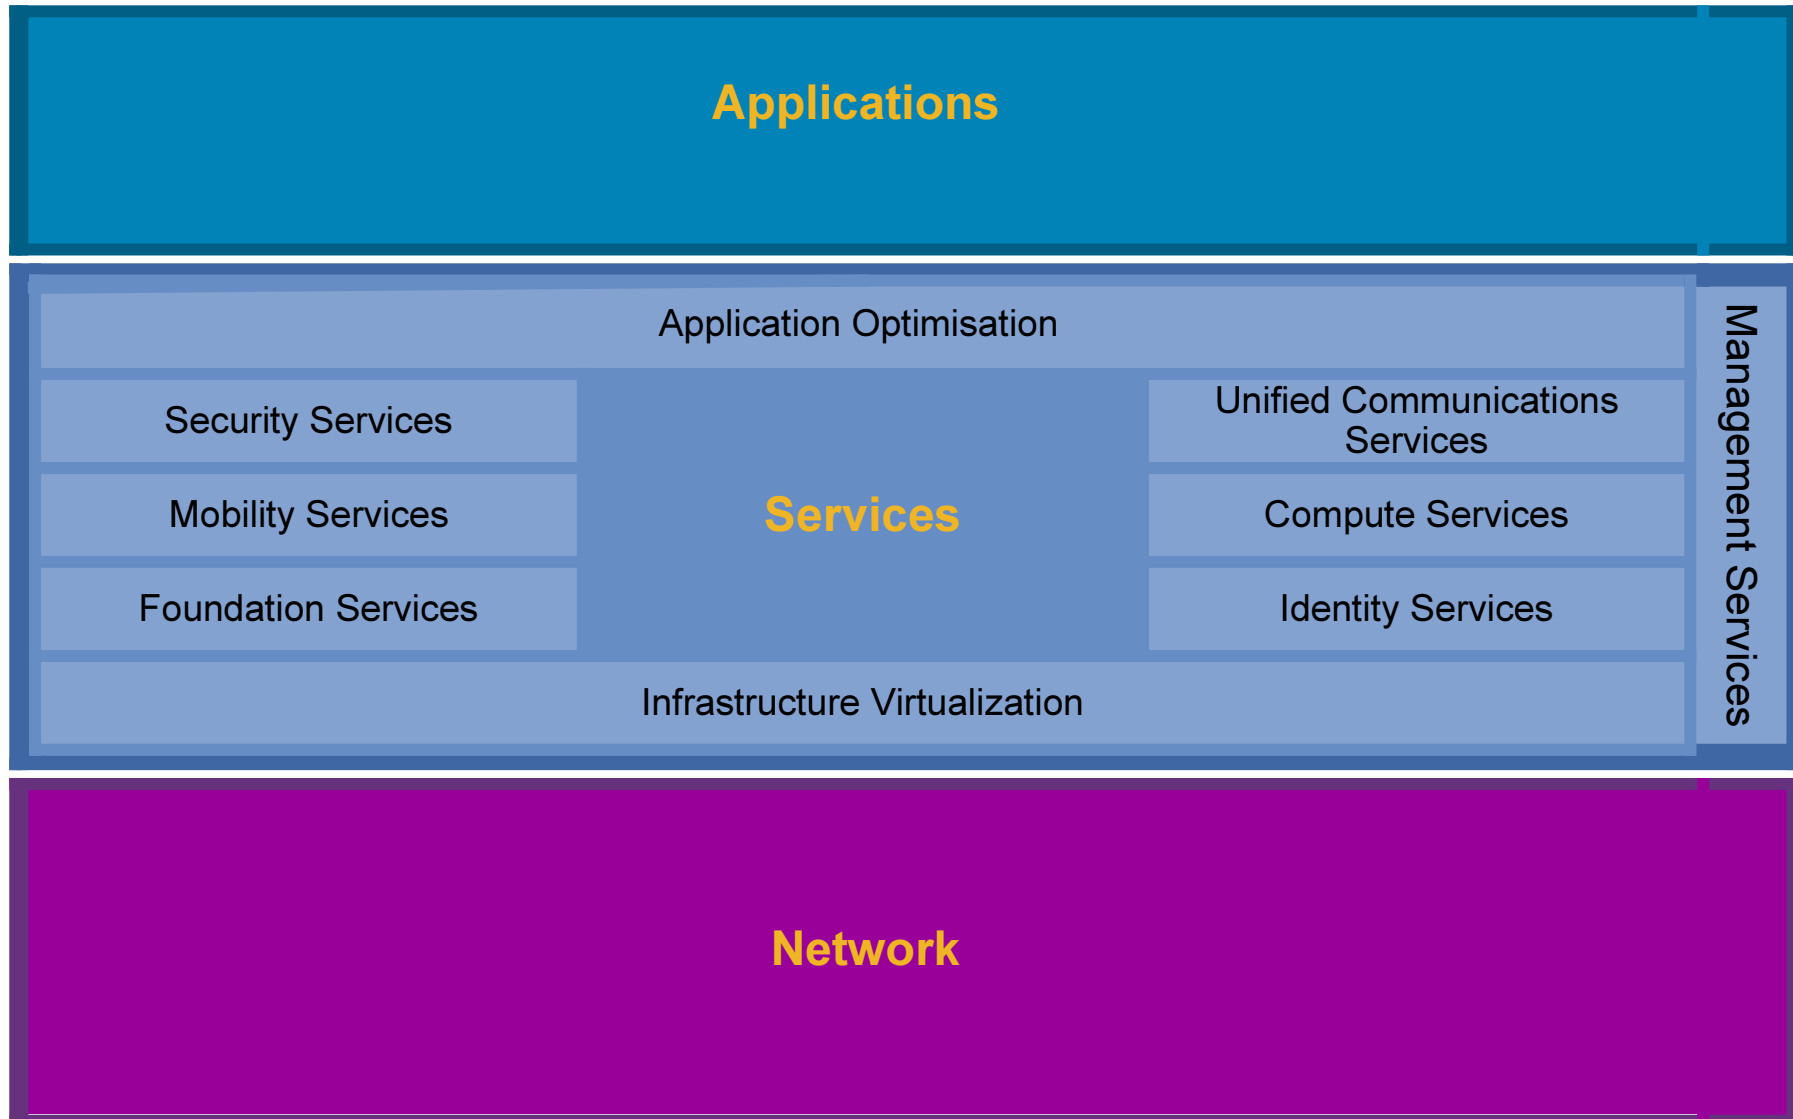 Applications
Application Optimisation
Security Services
Unified Communications
Services
Mobility Services
Services
Compute Services
Foundation Services
Identity Services
Infrastructure Virtualization
Management Services
Network